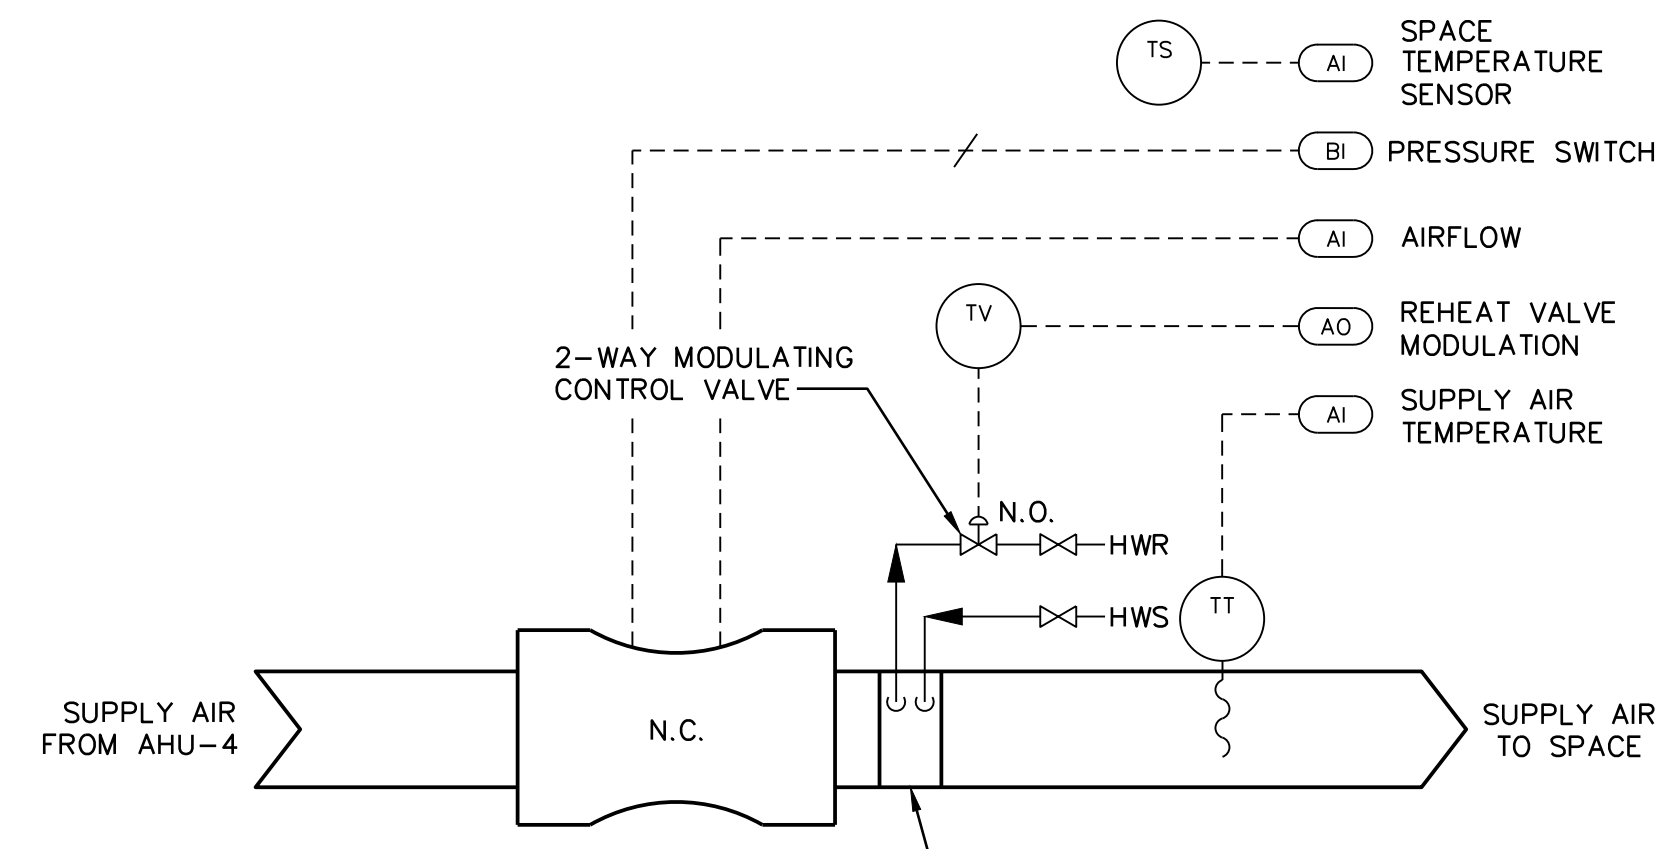 TS
AI
SPACE
TEMPERATURE
SENSOR
BI
PRESSURE SWITCH
AI
AIRFLOW
TV
AO
REHEAT VALVE
MODULATION
2-WAY MODULATING
CONTROL VALVE
AI
SUPPLY AIR
TEMPERATURE
N.O.
HWR
HWS
TT
SUPPLY AIR
FROM AHU-4
N.C.
SUPPLY AIR
TO SPACE